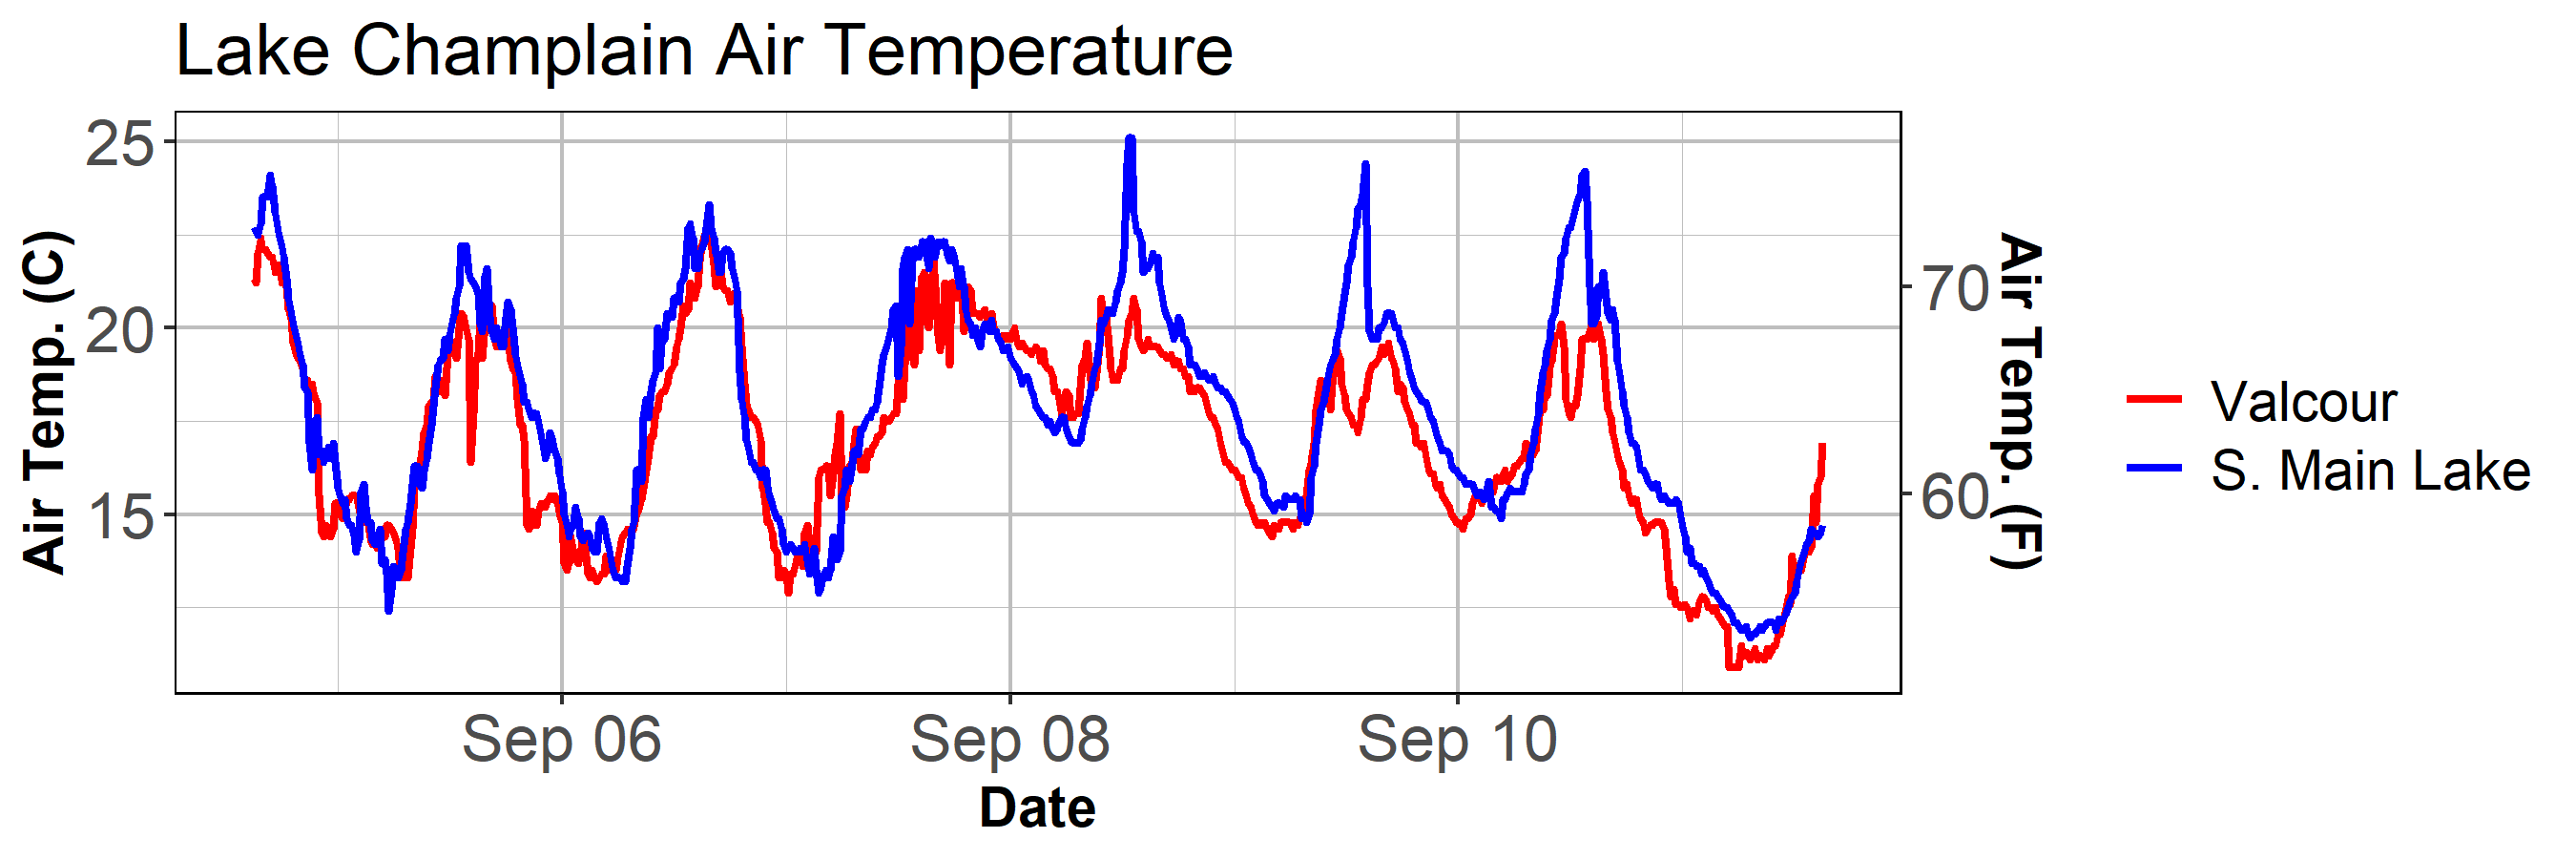 Lake Champlain Air Temperature
25
20
15
Air Temp. (C)
70
60
Air Temp. (F)
Sep 06
Sep 08
Sep 10
Date
Valcour
S. Main Lake